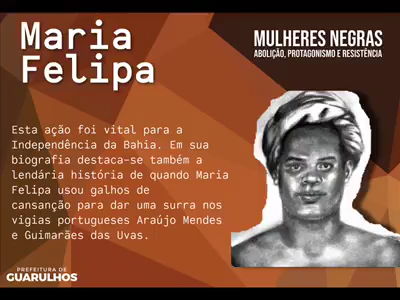 Maria
Felipa
MULHERES NEGRAS
ABOLIÇÃO, PROTAGONISMO E RESISTÊNCIA
Esta ação foi vital para a
Independência da Bahia. Em sua
biografia destaca-se também a
lendária história de quando Maria
Felipa usou galhos de
cansanção para dar uma surra nos
vigias portugueses Araújo Mendes
e Guimarães das Uvas.
PREFEITURA DE
GUARULHOS